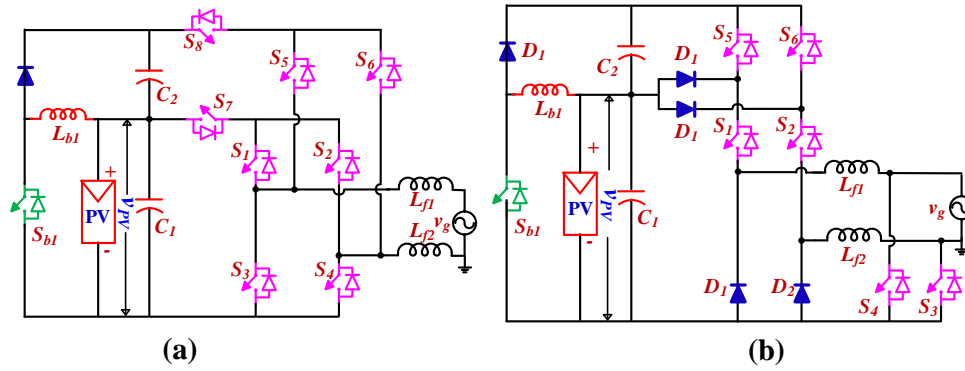 S8
S5
S6
C2
S7
Lb1
S1
S2
+
PV
VPV
-
C1
Sb1
Lf1
vg
Lf2
S3
S4
(a)
D1
C2
D1
S5
S6
Lb1
D1
S1
S2
+
PV
VPV
-
C1
Sb1
Lf1
vg
Lf2
D1
D2
S4
S3
(b)